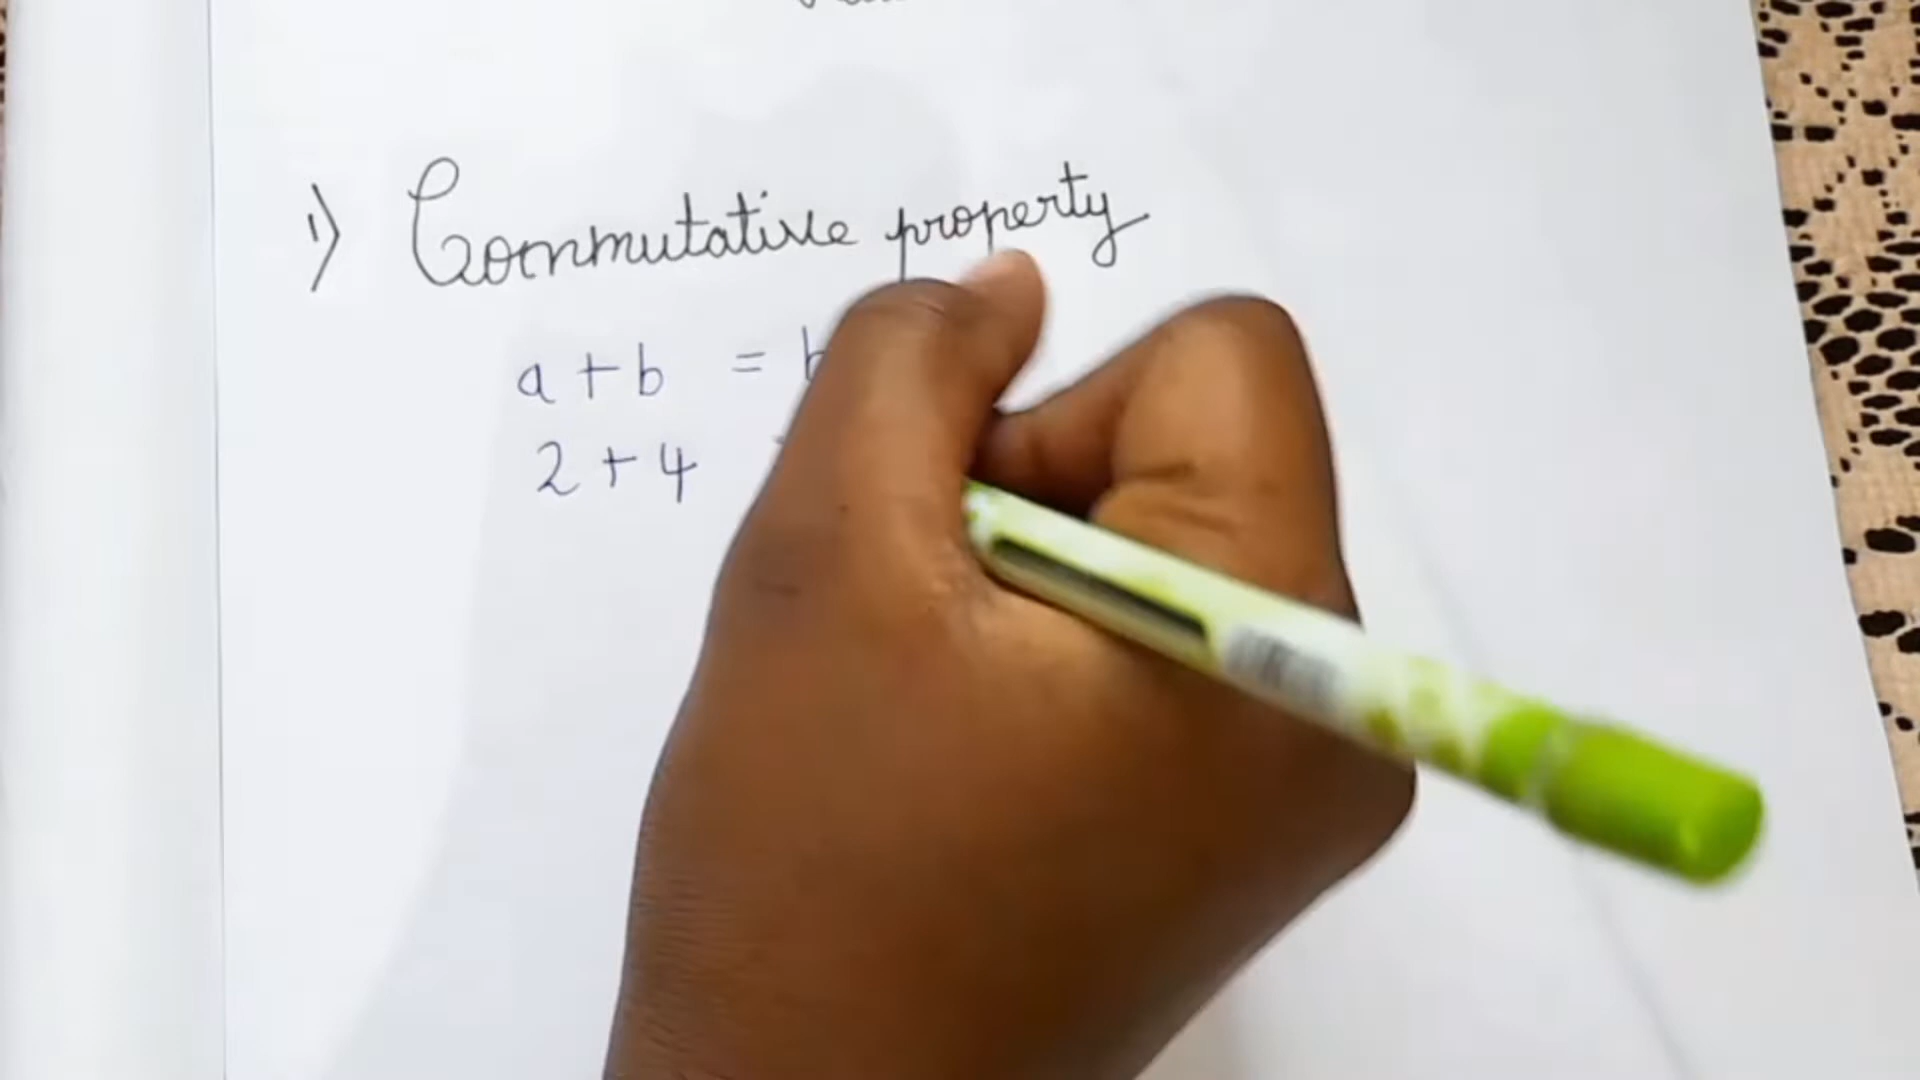 1) Commutative property
a + b = b
2 + 4